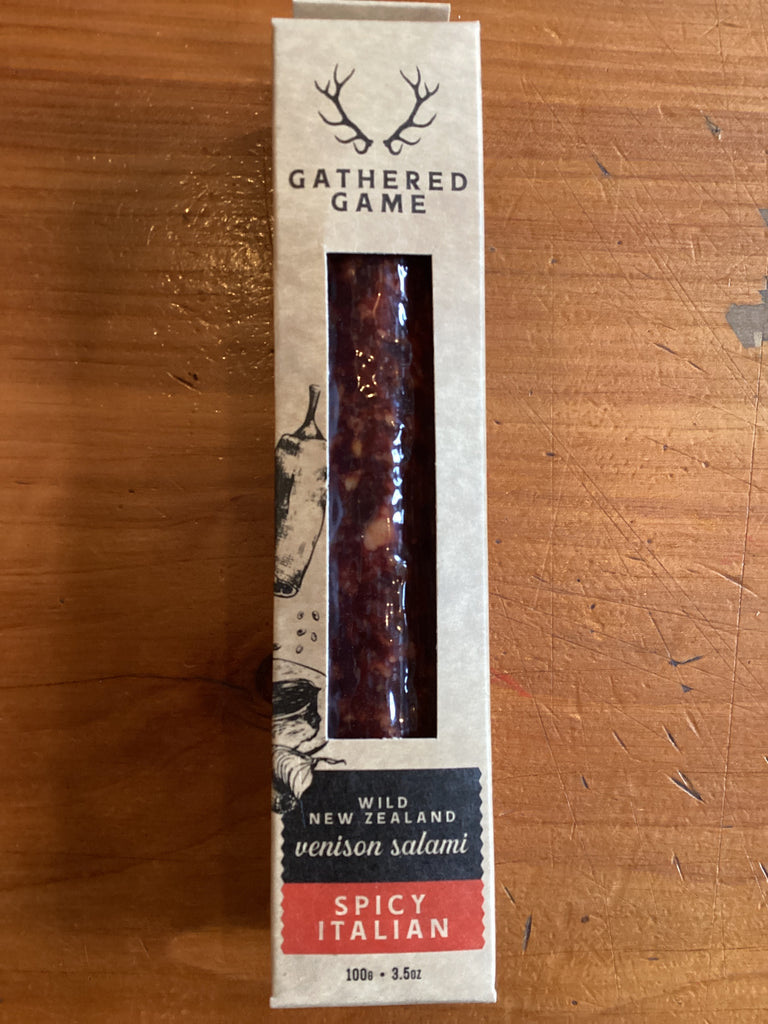 GATHERED
GAME
WILD
NEW ZEALAND
venison salami
SPICY
ITALIAN
100G • 3.5OZ